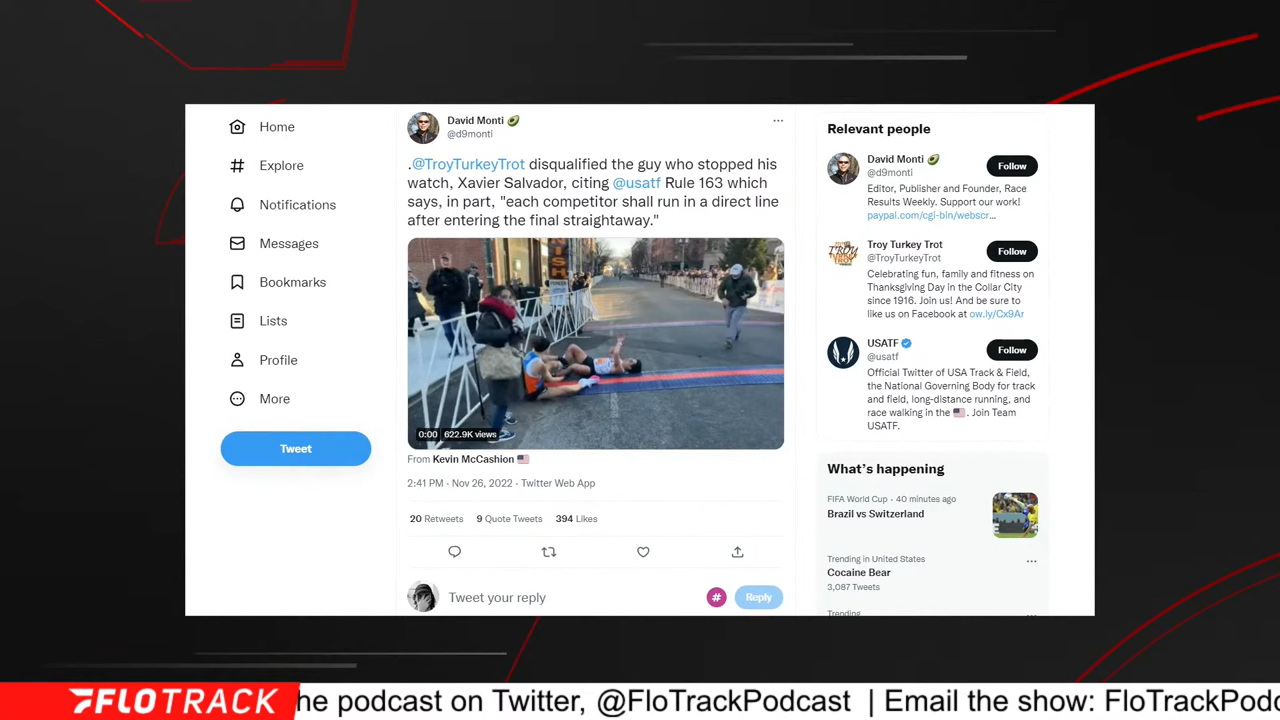 Home
Explore
Notifications
Messages
Bookmarks
Lists
Profile
More
Tweet
David Monti 🥑
@d9monti
.@TroyTurkeyTrot disqualified the guy who stopped his
watch, Xavier Salvador, citing @usatf Rule 163 which
says, in part, "each competitor shall run in a direct line
after entering the final straightaway."
0:00 622.9K views
From Kevin McCashion 🇺🇸
2:41 PM · Nov 26, 2022 · Twitter Web App
20 Retweets 9 Quote Tweets 394 Likes
Tweet your reply
#
Reply
Relevant people
David Monti 🥑
@d9monti
Follow
Editor, Publisher and Founder, Race
Results Weekly. Support our work!
paypal.com/cgi-bin/webscr…
Troy Turkey Trot
@TroyTurkeyTrot
Follow
Celebrating fun, family and fitness on
Thanksgiving Day in the Collar City
since 1916. Join us! And be sure to
like us on Facebook at ow.ly/Cx9Ar
USATF
@usatf
Follow
Official Twitter of USA Track & Field,
the National Governing Body for track
and field, long-distance running, and
race walking in the 🇺🇸. Join Team
USATF.
What's happening
FIFA World Cup · 40 minutes ago
Brazil vs Switzerland
Trending in United States
Cocaine Bear
3,087 Tweets
Trending
FLOTRACK
he podcast on Twitter, @FloTrackPodcast | Email the show: FloTrackPodc